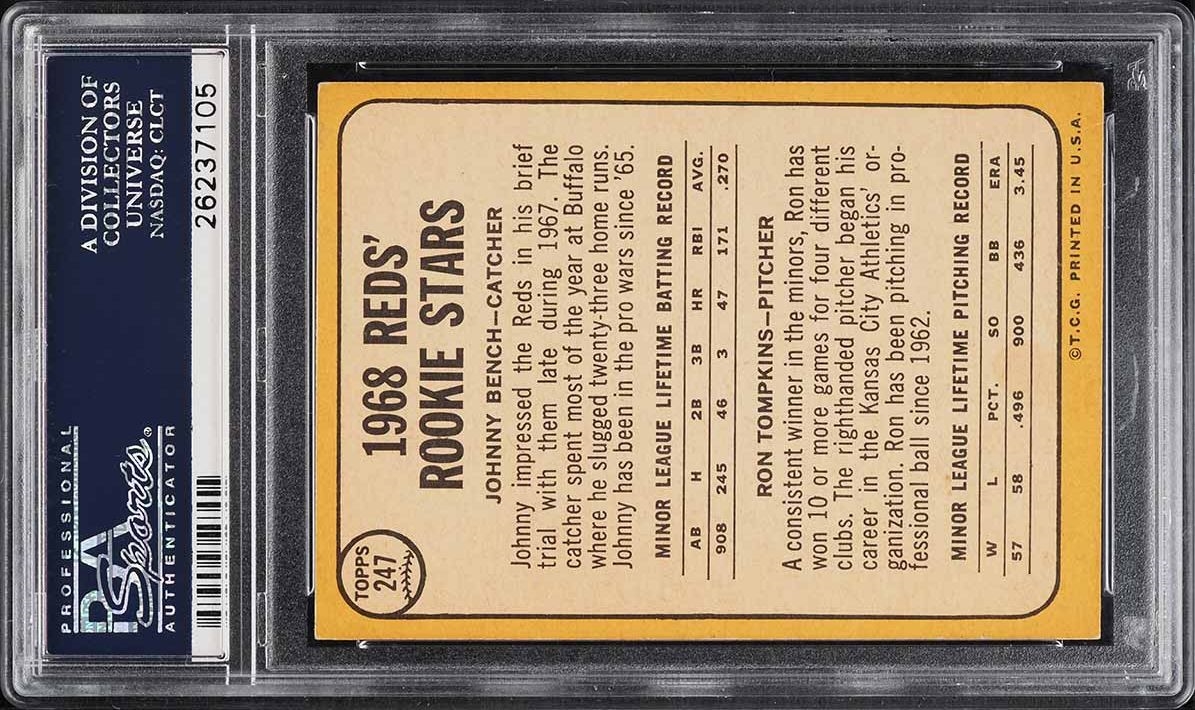 PROFESSIONAL
PSA
Sports®
AUTHENTICATOR
A DIVISION OF
COLLECTORS
UNIVERSE
NASDAQ: CLCT
26237105
TOPPS
247
1968 REDS'
ROOKIE STARS
JOHNNY BENCH—CATCHER
Johnny impressed the Reds in his brief
trial with them late during 1967. The
catcher spent most of the year at Buffalo
where he slugged twenty-three home runs.
Johnny has been in the pro wars since '65.
MINOR LEAGUE LIFETIME BATTING RECORD
AB H 2B 3B HR RBI AVG.
908 245 46 3 47 171 .270
RON TOMPKINS—PITCHER
A consistent winner in the minors, Ron has
won 10 or more games for four different
clubs. The righthanded pitcher began his
career in the Kansas City Athletics' or-
ganization. Ron has been pitching in pro-
fessional ball since 1962.
MINOR LEAGUE LIFETIME PITCHING RECORD
W L PCT. SO BB ERA
57 58 .496 900 436 3.45
©T.C.G. PRINTED IN U.S.A.
PSA